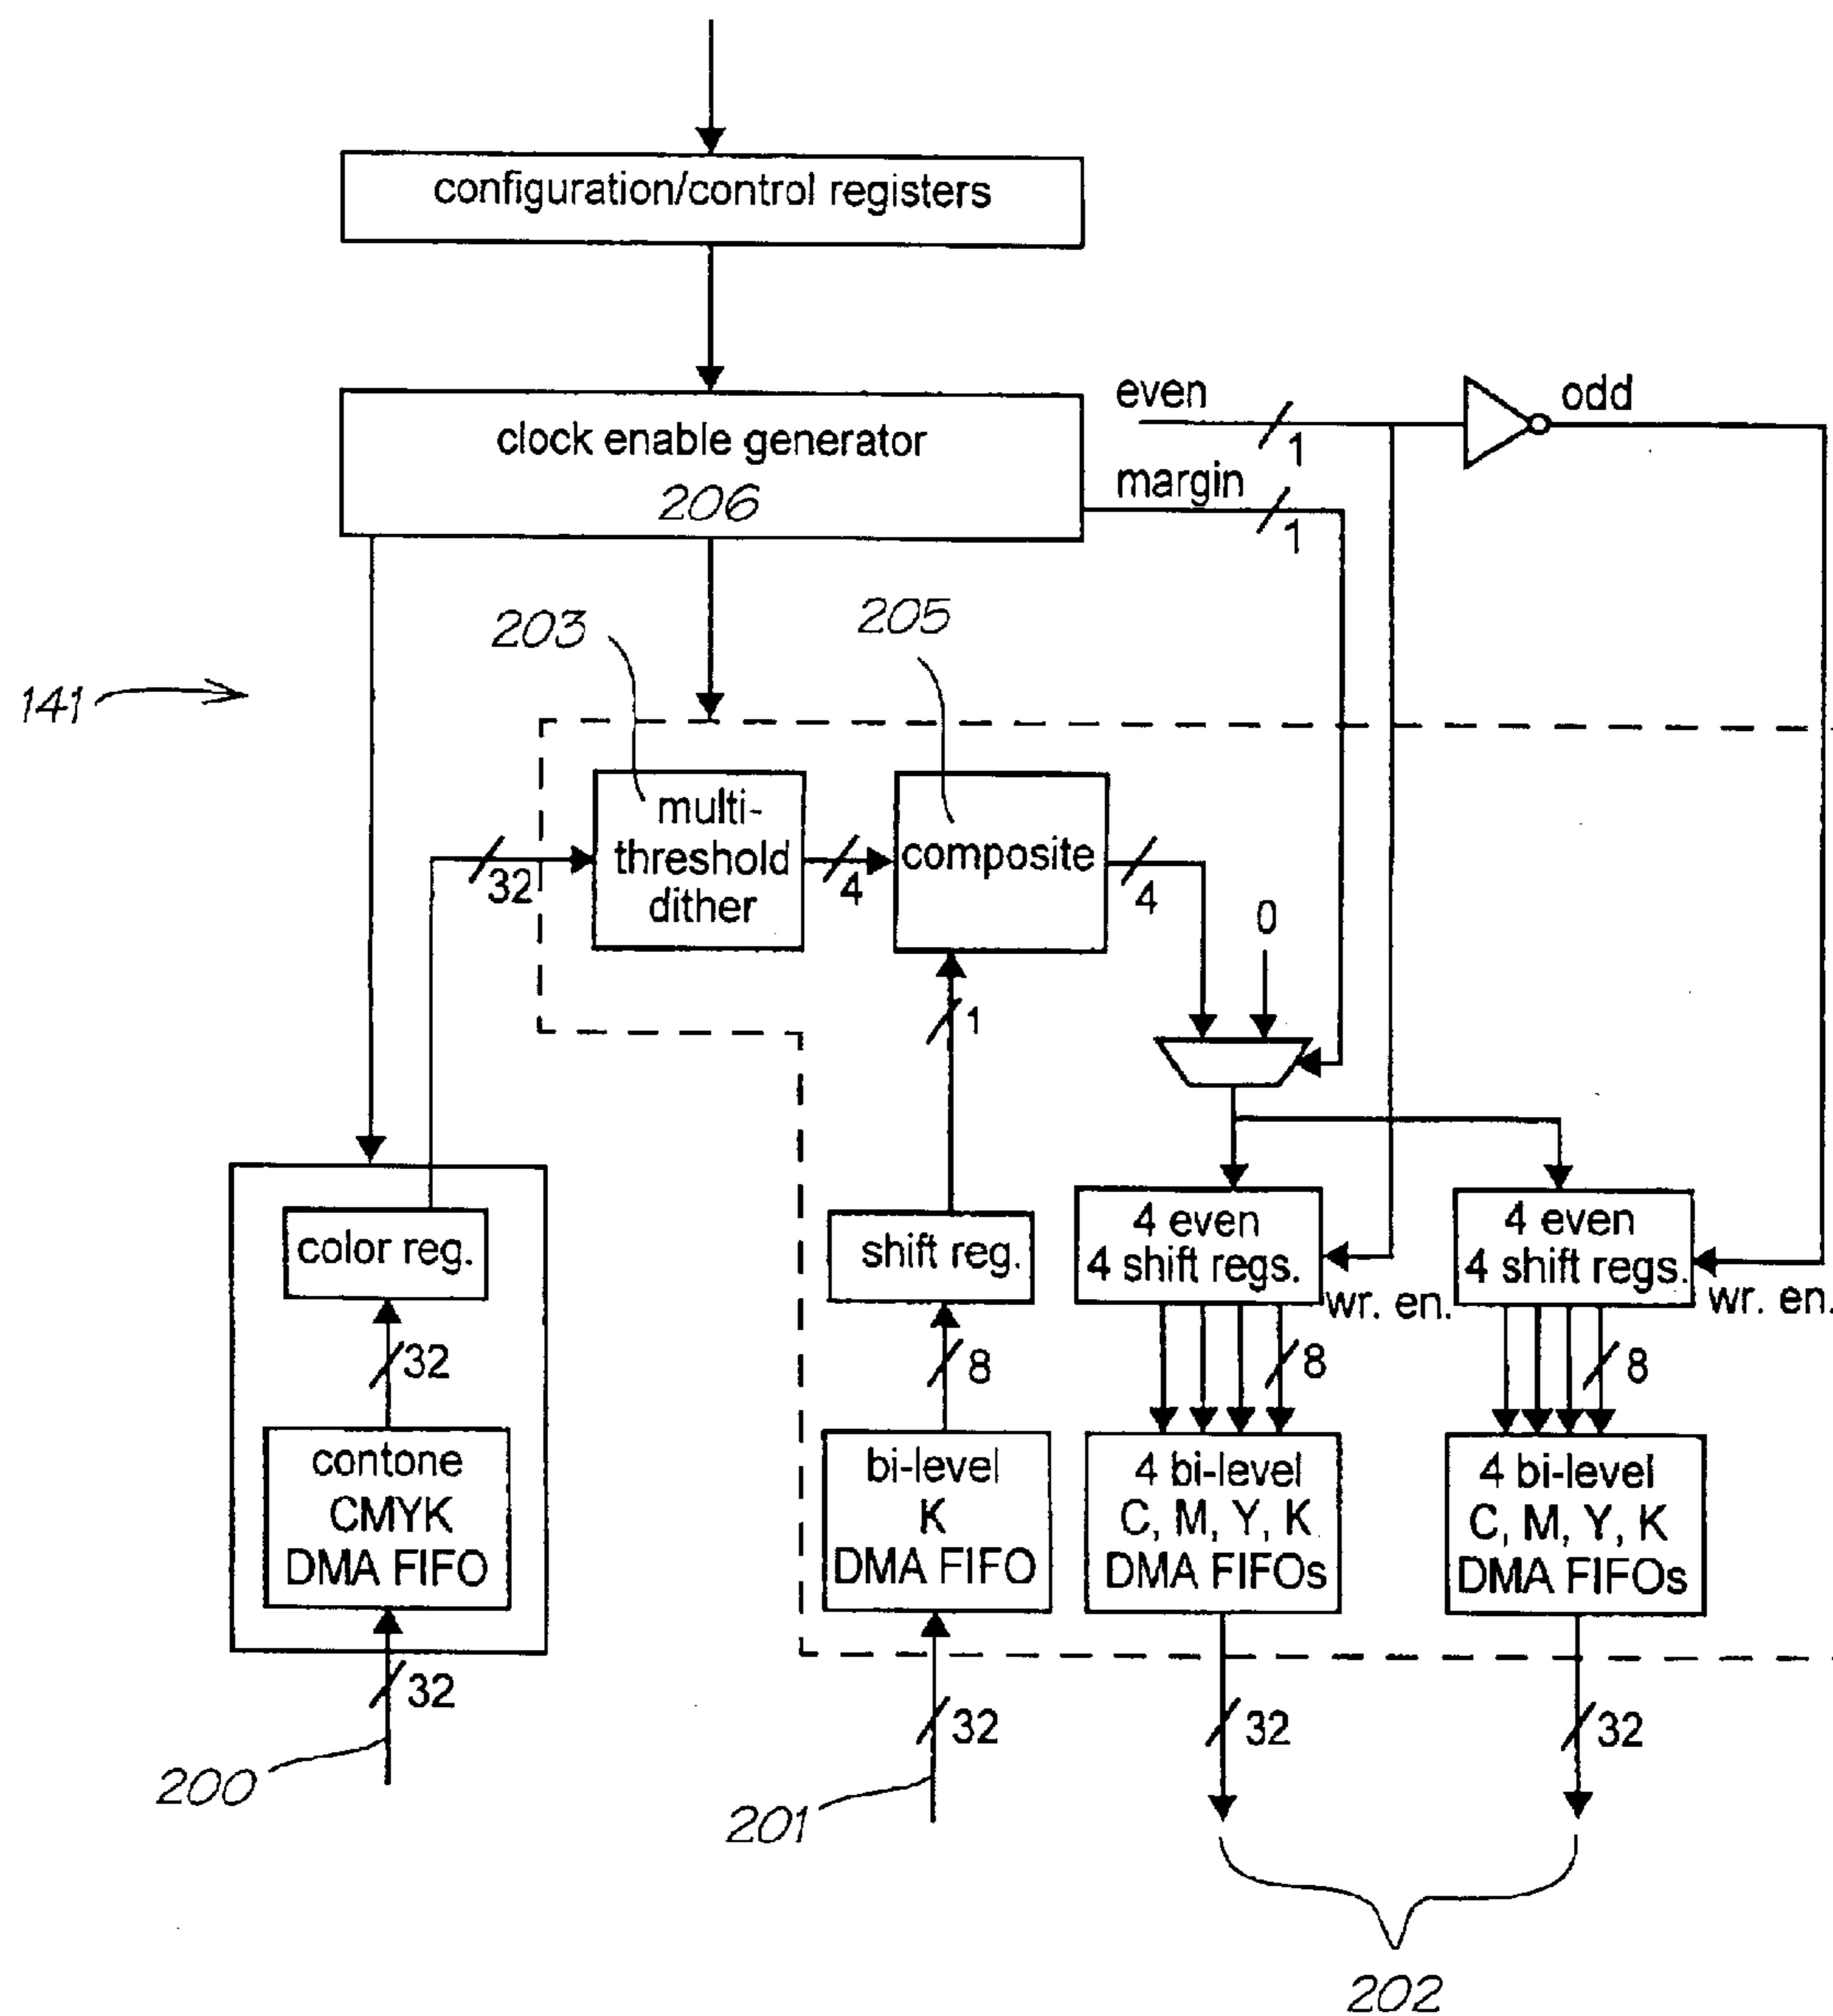 configuration/control registers
clock enable generator
206
even
1
odd
margin
1
203
205
141
multi-
threshold
dither
composite
32
4
4
0
1
color reg.
shift reg.
4 even
4 shift regs.
wr. en.
4 even
4 shift regs.
wr. en.
32
8
8
8
contone
CMYK
DMA FIFO
bi-level
K
DMA FIFO
4 bi-level
C, M, Y, K
DMA FIFOs
4 bi-level
C, M, Y, K
DMA FIFOs
32
32
32
32
200
201
202